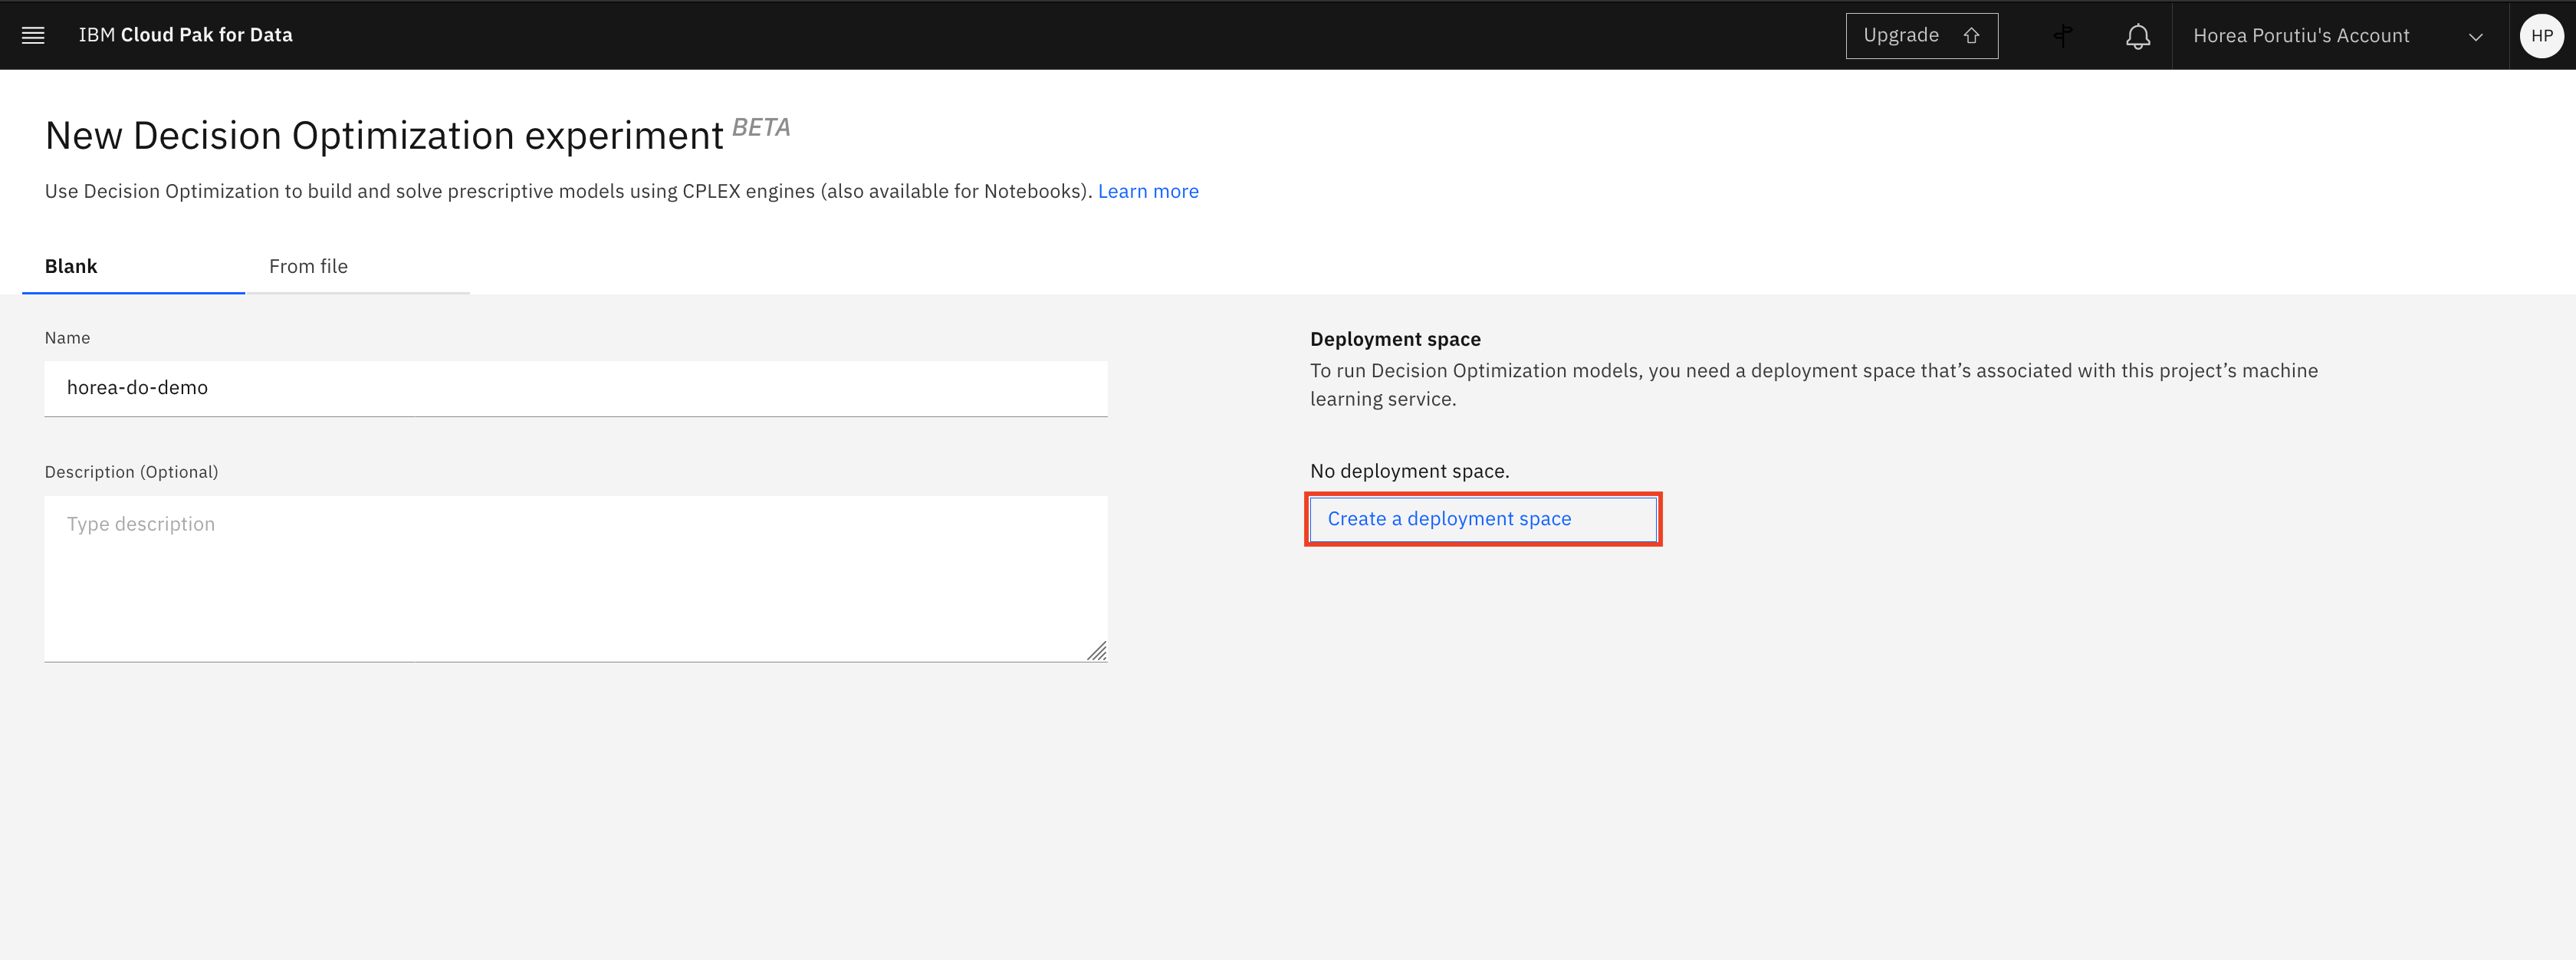 IBM Cloud Pak for Data
Upgrade
Horea Porutiu's Account
HP
New Decision Optimization experiment BETA
Use Decision Optimization to build and solve prescriptive models using CPLEX engines (also available for Notebooks). Learn more
Blank
From file
Name
horea-do-demo
Description (Optional)
Type description
Deployment space
To run Decision Optimization models, you need a deployment space that’s associated with this project’s machine
learning service.
No deployment space.
Create a deployment space